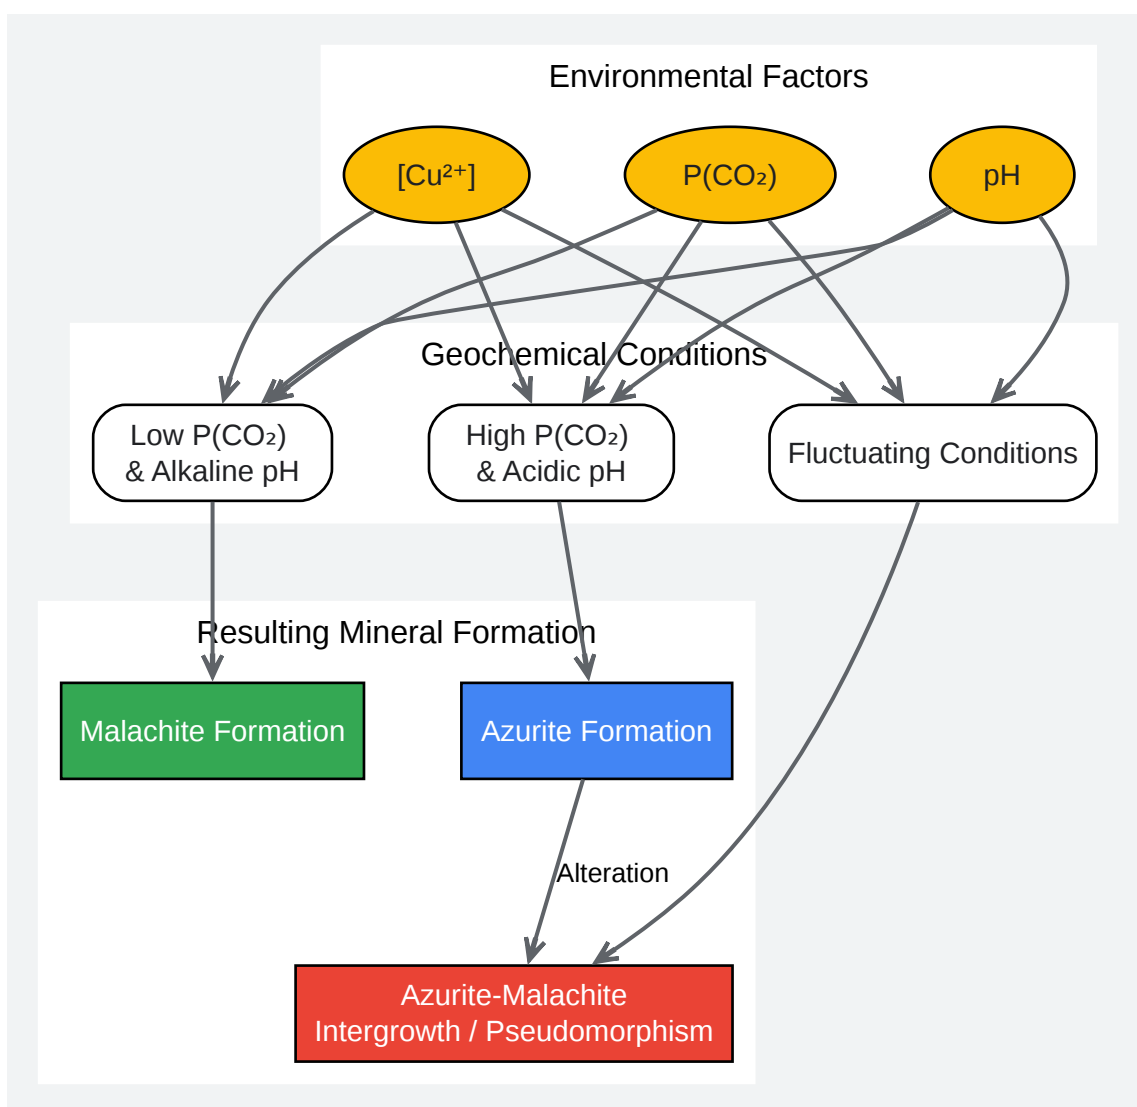 Environmental Factors
[Cu²⁺]
P(CO₂)
pH
Geochemical Conditions
Low P(CO₂)
& Alkaline pH
High P(CO₂)
& Acidic pH
Fluctuating Conditions
Resulting Mineral Formation
Malachite Formation
Azurite Formation
Alteration
Azurite-Malachite
Intergrowth / Pseudomorphism